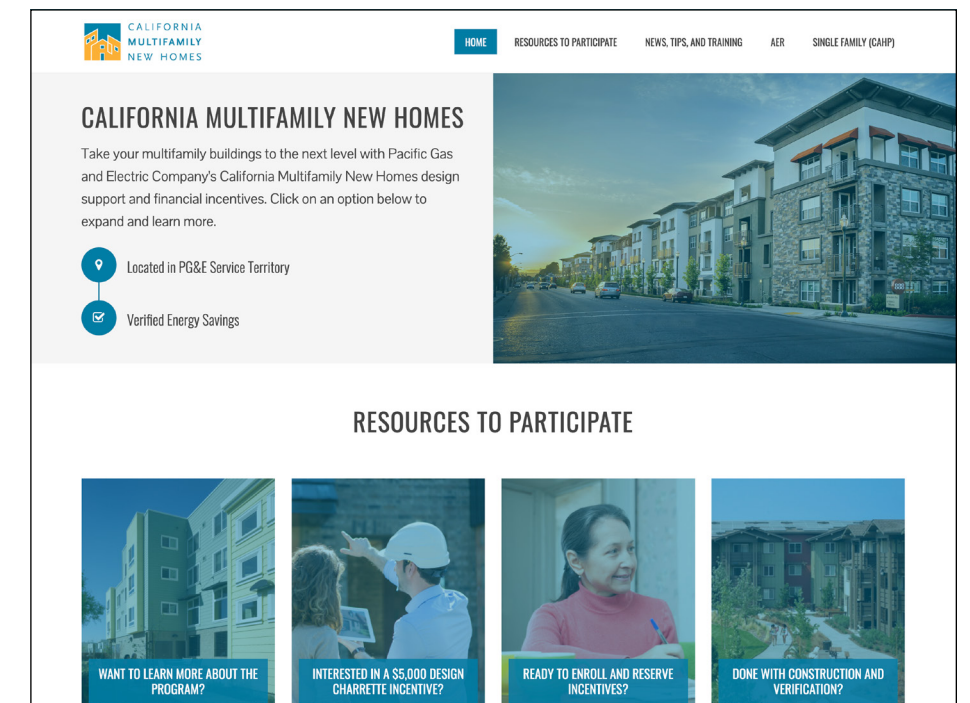 CALIFORNIA
MULTIFAMILY
NEW HOMES
HOME
RESOURCES TO PARTICIPATE
NEWS, TIPS, AND TRAINING
AER
SINGLE FAMILY (CAHP)
CALIFORNIA MULTIFAMILY NEW HOMES
Take your multifamily buildings to the next level with Pacific Gas
and Electric Company's California Multifamily New Homes design
support and financial incentives. Click on an option below to
expand and learn more.
Located in PG&E Service Territory
Verified Energy Savings
RESOURCES TO PARTICIPATE
WANT TO LEARN MORE ABOUT THE
PROGRAM?
INTERESTED IN A $5,000 DESIGN
CHARRETTE INCENTIVE?
READY TO ENROLL AND RESERVE
INCENTIVES?
DONE WITH CONSTRUCTION AND
VERIFICATION?